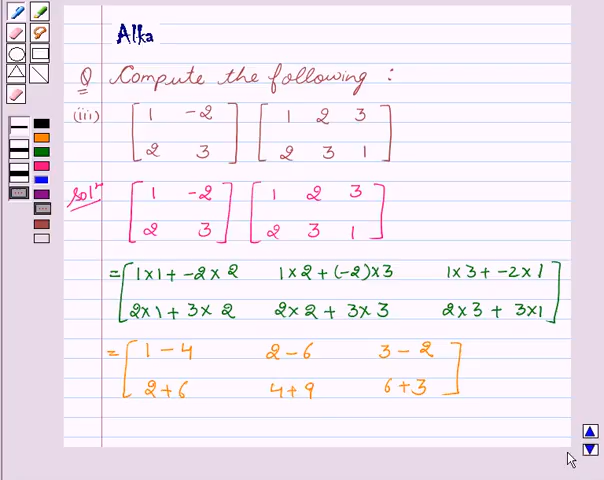 Alka
Q Compute the following :
(iii) [ 1 -2 ] [ 1 2 3 ]
[ 2 3 ] [ 2 3 1 ]
Solⁿ [ 1 -2 ] [ 1 2 3 ]
[ 2 3 ] [ 2 3 1 ]
= [ 1×1 + -2×2 1×2 + (-2)×3 1×3 + -2×1 ]
[ 2×1 + 3×2 2×2 + 3×3 2×3 + 3×1 ]
= [ 1-4 2-6 3-2 ]
[ 2+6 4+9 6+3 ]